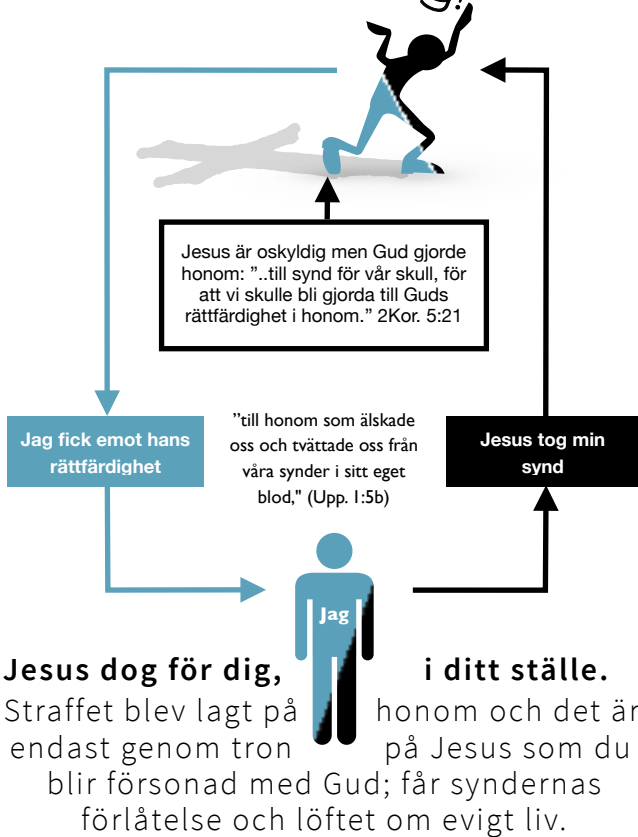 Jesus är oskyldig men Gud gjorde
honom: ”..till synd för vår skull, för
att vi skulle bli gjorda till Guds
rättfärdighet i honom.” 2Kor. 5:21
Jag fick emot hans
rättfärdighet
”till honom som älskade
oss och tvättade oss från
våra synder i sitt eget
blod," (Upp. 1:5b)
Jesus tog min
synd
Jag
Jesus dog för dig, i ditt ställe.
Straffet blev lagt på honom och det är
endast genom tron på Jesus som du
blir försonad med Gud; får syndernas
förlåtelse och löftet om evigt liv.